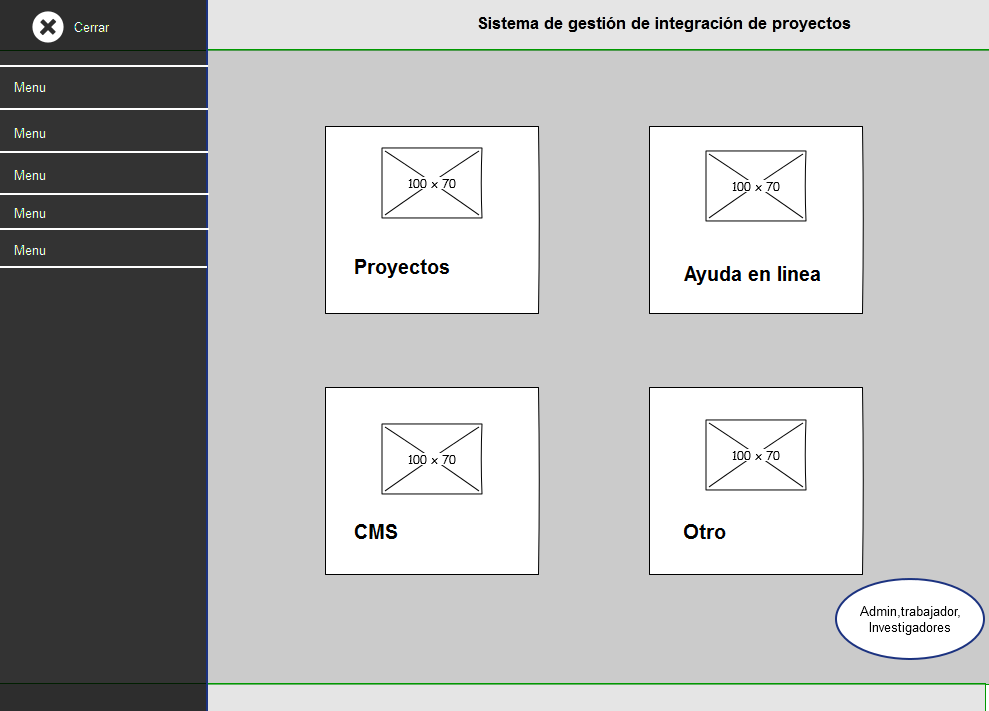 Cerrar
Sistema de gestión de integración de proyectos
Menu
Menu
Menu
Menu
Menu
100 x 70
Proyectos
100 x 70
Ayuda en linea
100 x 70
CMS
100 x 70
Otro
Admin,trabajador,
Investigadores